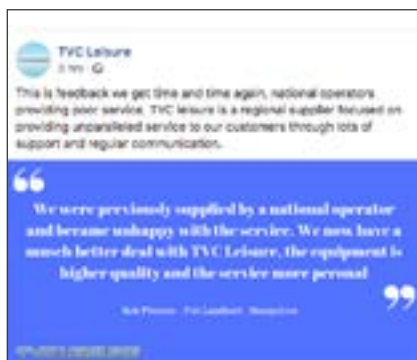 TVC Leisure
This is feedback we get time and time again, national operators
providing poor service. TVC leisure is a regional supplier focused on
providing unparalleled service to our customers through lots of
support and regular communication.
“
We were previously supplied by a national operator
and became unhappy with the service. We now have a
much better deal with TVC Leisure, the equipment is
higher quality and the service more personal
”